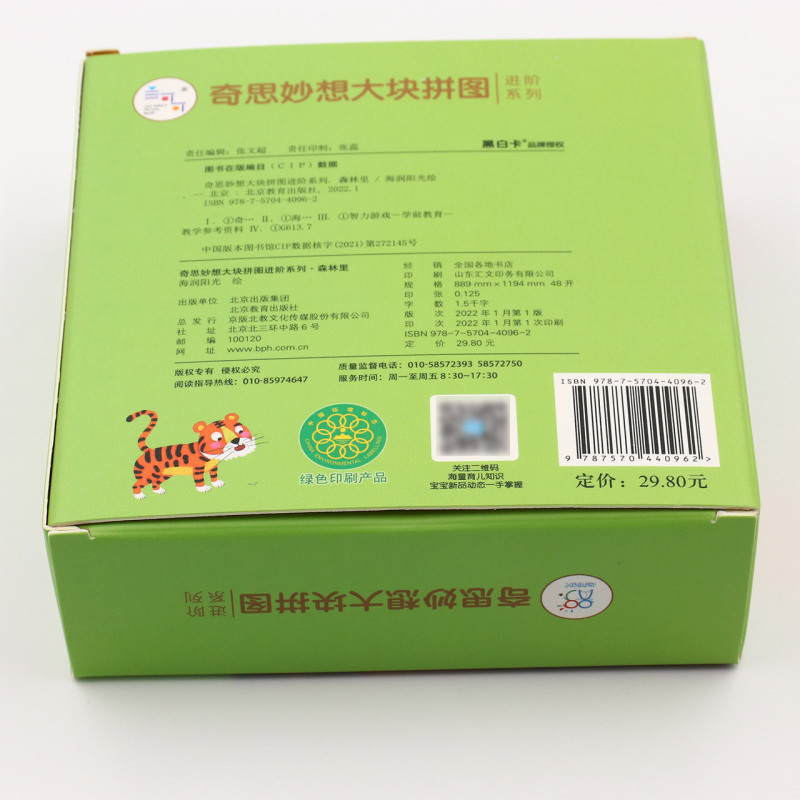 奇思妙想大块拼图 进阶系列
责任编辑：张文超 责任印制：张蕊 黑白卡®品牌授权
图书在版编目（CIP）数据
奇思妙想大块拼图进阶系列．森林里 / 海润阳光绘
．— 北京：北京教育出版社，2022.1
ISBN 978-7-5704-4096-2
Ⅰ．①奇… Ⅱ．①海… Ⅲ．①智力游戏－学前教育－
教学参考资料 Ⅳ．①G613.7
中国版本图书馆CIP数据核字（2021）第272145号
奇思妙想大块拼图进阶系列·森林里
海润阳光 绘
出版单位 北京出版集团
北京教育出版社
总发行 京版北教文化传媒股份有限公司
社址 北京北三环中路6号
邮编 100120
网址 www.bph.com.cn
经销 全国各地书店
印刷 山东汇文印务有限公司
规格 889 mm×1194 mm 48开
印张 0.125
字数 1.5千字
版次 2022年1月第1版
印次 2022年1月第1次印刷
ISBN 978-7-5704-4096-2
定价 29.80元
版权专有 侵权必究
阅读指导热线：010-85974647
质量监督电话：010-58572393 58572750
服务时间：周一至周五 8:30~17:30
CHINA ENVIRONMENTAL LABELLING
绿色印刷产品
关注二维码
海量育儿知识
宝宝新品动态一手掌握
ISBN 978-7-5704-4096-2
9 787570 440962 >
定价：29.80元
奇思妙想大块拼图 进阶系列